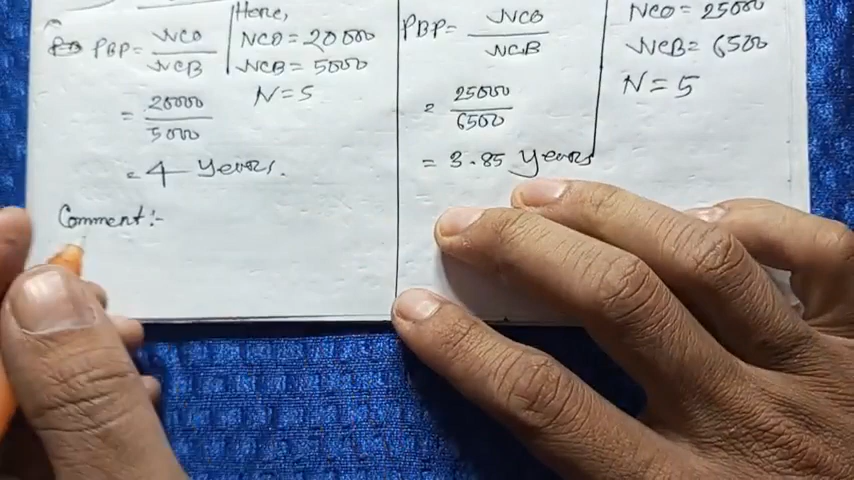 Here,
PBP = NCO / NCB
NCO = 20000
NCB = 5000
N = 5
= 20000 / 5000
= 4 Years.
Comment :-
PBP = NCO / NCB
NCO = 25000
NCB = 6500
N = 5
= 25000 / 6500
= 3.85 Years